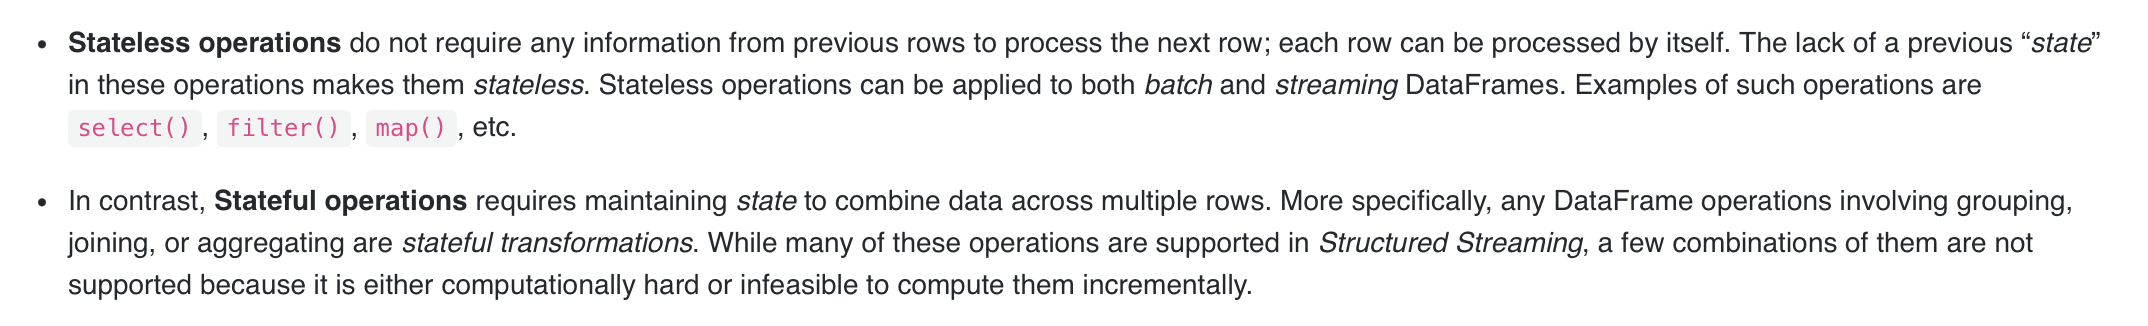 • Stateless operations do not require any information from previous rows to process the next row; each row can be processed by itself. The lack of a previous “state”
in these operations makes them stateless. Stateless operations can be applied to both batch and streaming DataFrames. Examples of such operations are
select() , filter() , map() , etc.
• In contrast, Stateful operations requires maintaining state to combine data across multiple rows. More specifically, any DataFrame operations involving grouping,
joining, or aggregating are stateful transformations. While many of these operations are supported in Structured Streaming, a few combinations of them are not
supported because it is either computationally hard or infeasible to compute them incrementally.